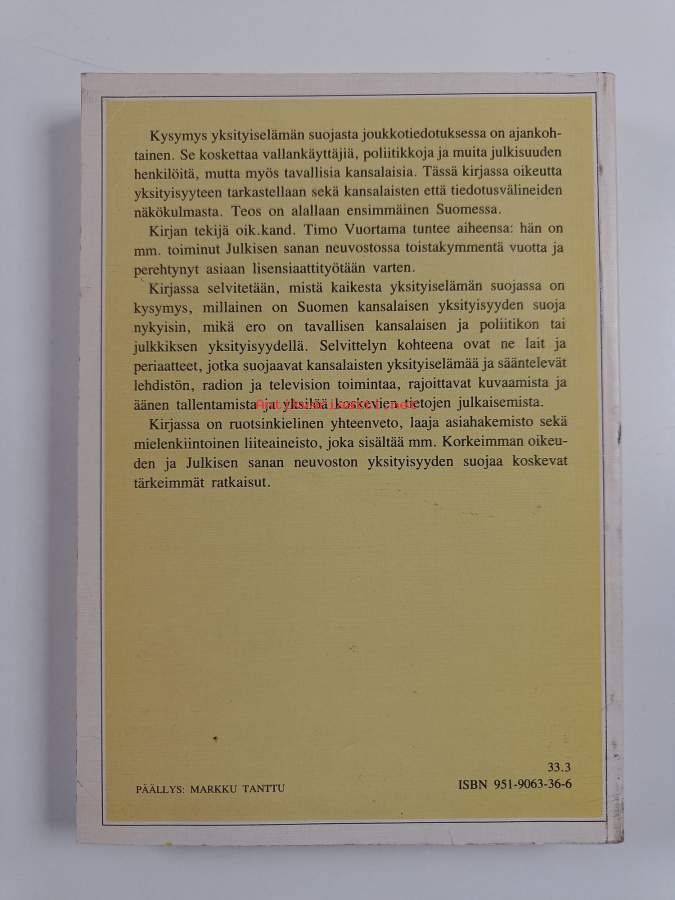 Kysymys yksityiselämän suojasta joukkotiedotuksessa on ajankoh-
tainen. Se koskettaa vallankäyttäjiä, poliitikkoja ja muita julkisuuden
henkilöitä, mutta myös tavallisia kansalaisia. Tässä kirjassa oikeutta
yksityisyyteen tarkastellaan sekä kansalaisten että tiedotusvälineiden
näkökulmasta. Teos on alallaan ensimmäinen Suomessa.
Kirjan tekijä oik.kand. Timo Vuortama tuntee aiheensa: hän on
mm. toiminut Julkisen sanan neuvostossa toistakymmentä vuotta ja
perehtynyt asiaan lisensiaattityötään varten.
Kirjassa selvitetään, mistä kaikesta yksityiselämän suojassa on
kysymys, millainen on Suomen kansalaisen yksityisyyden suoja
nykyisin, mikä ero on tavallisen kansalaisen ja poliitikon tai
julkkiksen yksityisyydellä. Selvittelyn kohteena ovat ne lait ja
periaatteet, jotka suojaavat kansalaisten yksityiselämää ja sääntelevät
lehdistön, radion ja television toimintaa, rajoittavat kuvaamista ja
äänen tallentamista ja yksilöä koskevien tietojen julkaisemista.
Antikvariaatti.net
Kirjassa on ruotsinkielinen yhteenveto, laaja asiahakemisto sekä
mielenkiintoinen liiteaineisto, joka sisältää mm. Korkeimman oikeu-
den ja Julkisen sanan neuvoston yksityisyyden suojaa koskevat
tärkeimmät ratkaisut.
33.3
PÄÄLLYS: MARKKU TANTTU
ISBN 951-9063-36-6